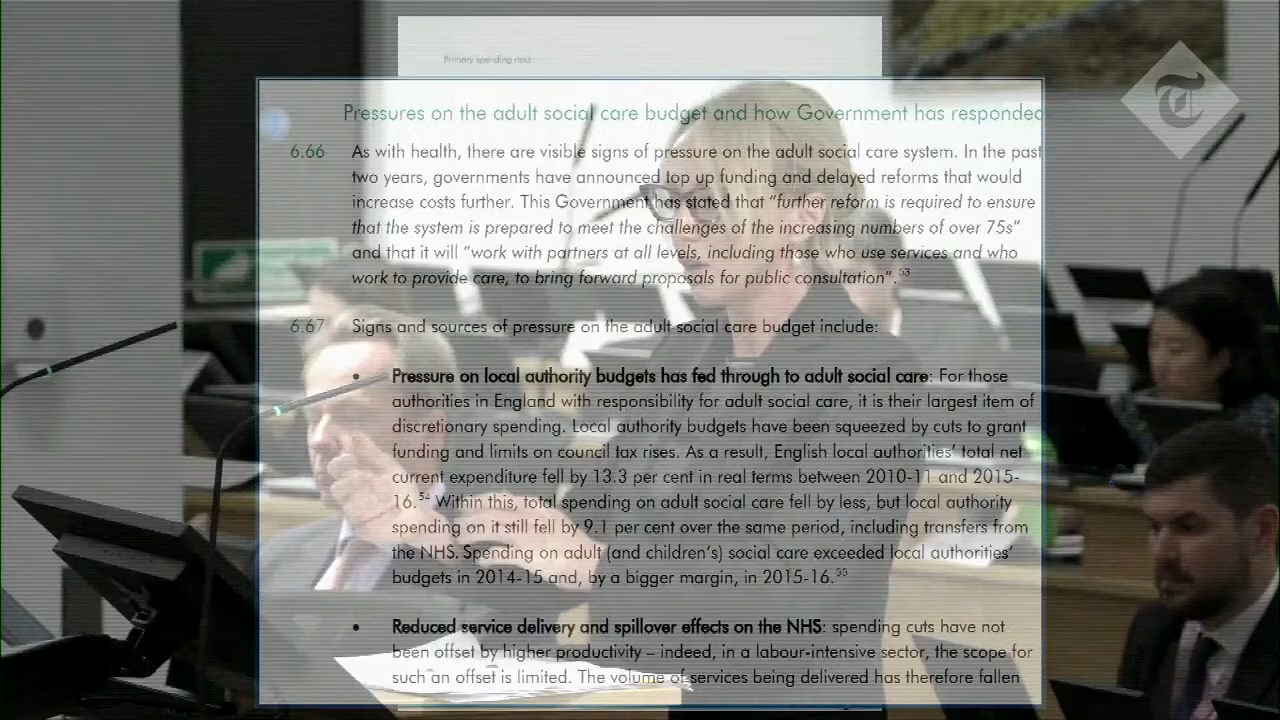 Primary spending risks
Pressures on the adult social care budget and how Government has responded
6.66 As with health, there are visible signs of pressure on the adult social care system. In the past
two years, governments have announced top up funding and delayed reforms that would
increase costs further. This Government has stated that “further reform is required to ensure
that the system is prepared to meet the challenges of the increasing numbers of over 75s”
and that it will “work with partners at all levels, including those who use services and who
work to provide care, to bring forward proposals for public consultation”.53
6.67 Signs and sources of pressure on the adult social care budget include:
• Pressure on local authority budgets has fed through to adult social care: For those
authorities in England with responsibility for adult social care, it is their largest item of
discretionary spending. Local authority budgets have been squeezed by cuts to grant
funding and limits on council tax rises. As a result, English local authorities’ total net
current expenditure fell by 13.3 per cent in real terms between 2010-11 and 2015-
16.54 Within this, total spending on adult social care fell by less, but local authority
spending on it still fell by 9.1 per cent over the same period, including transfers from
the NHS. Spending on adult (and children’s) social care exceeded local authorities’
budgets in 2014-15 and, by a bigger margin, in 2015-16.55
• Reduced service delivery and spillover effects on the NHS: spending cuts have not
been offset by higher productivity – indeed, in a labour-intensive sector, the scope for
such an offset is limited. The volume of services being delivered has therefore fallen